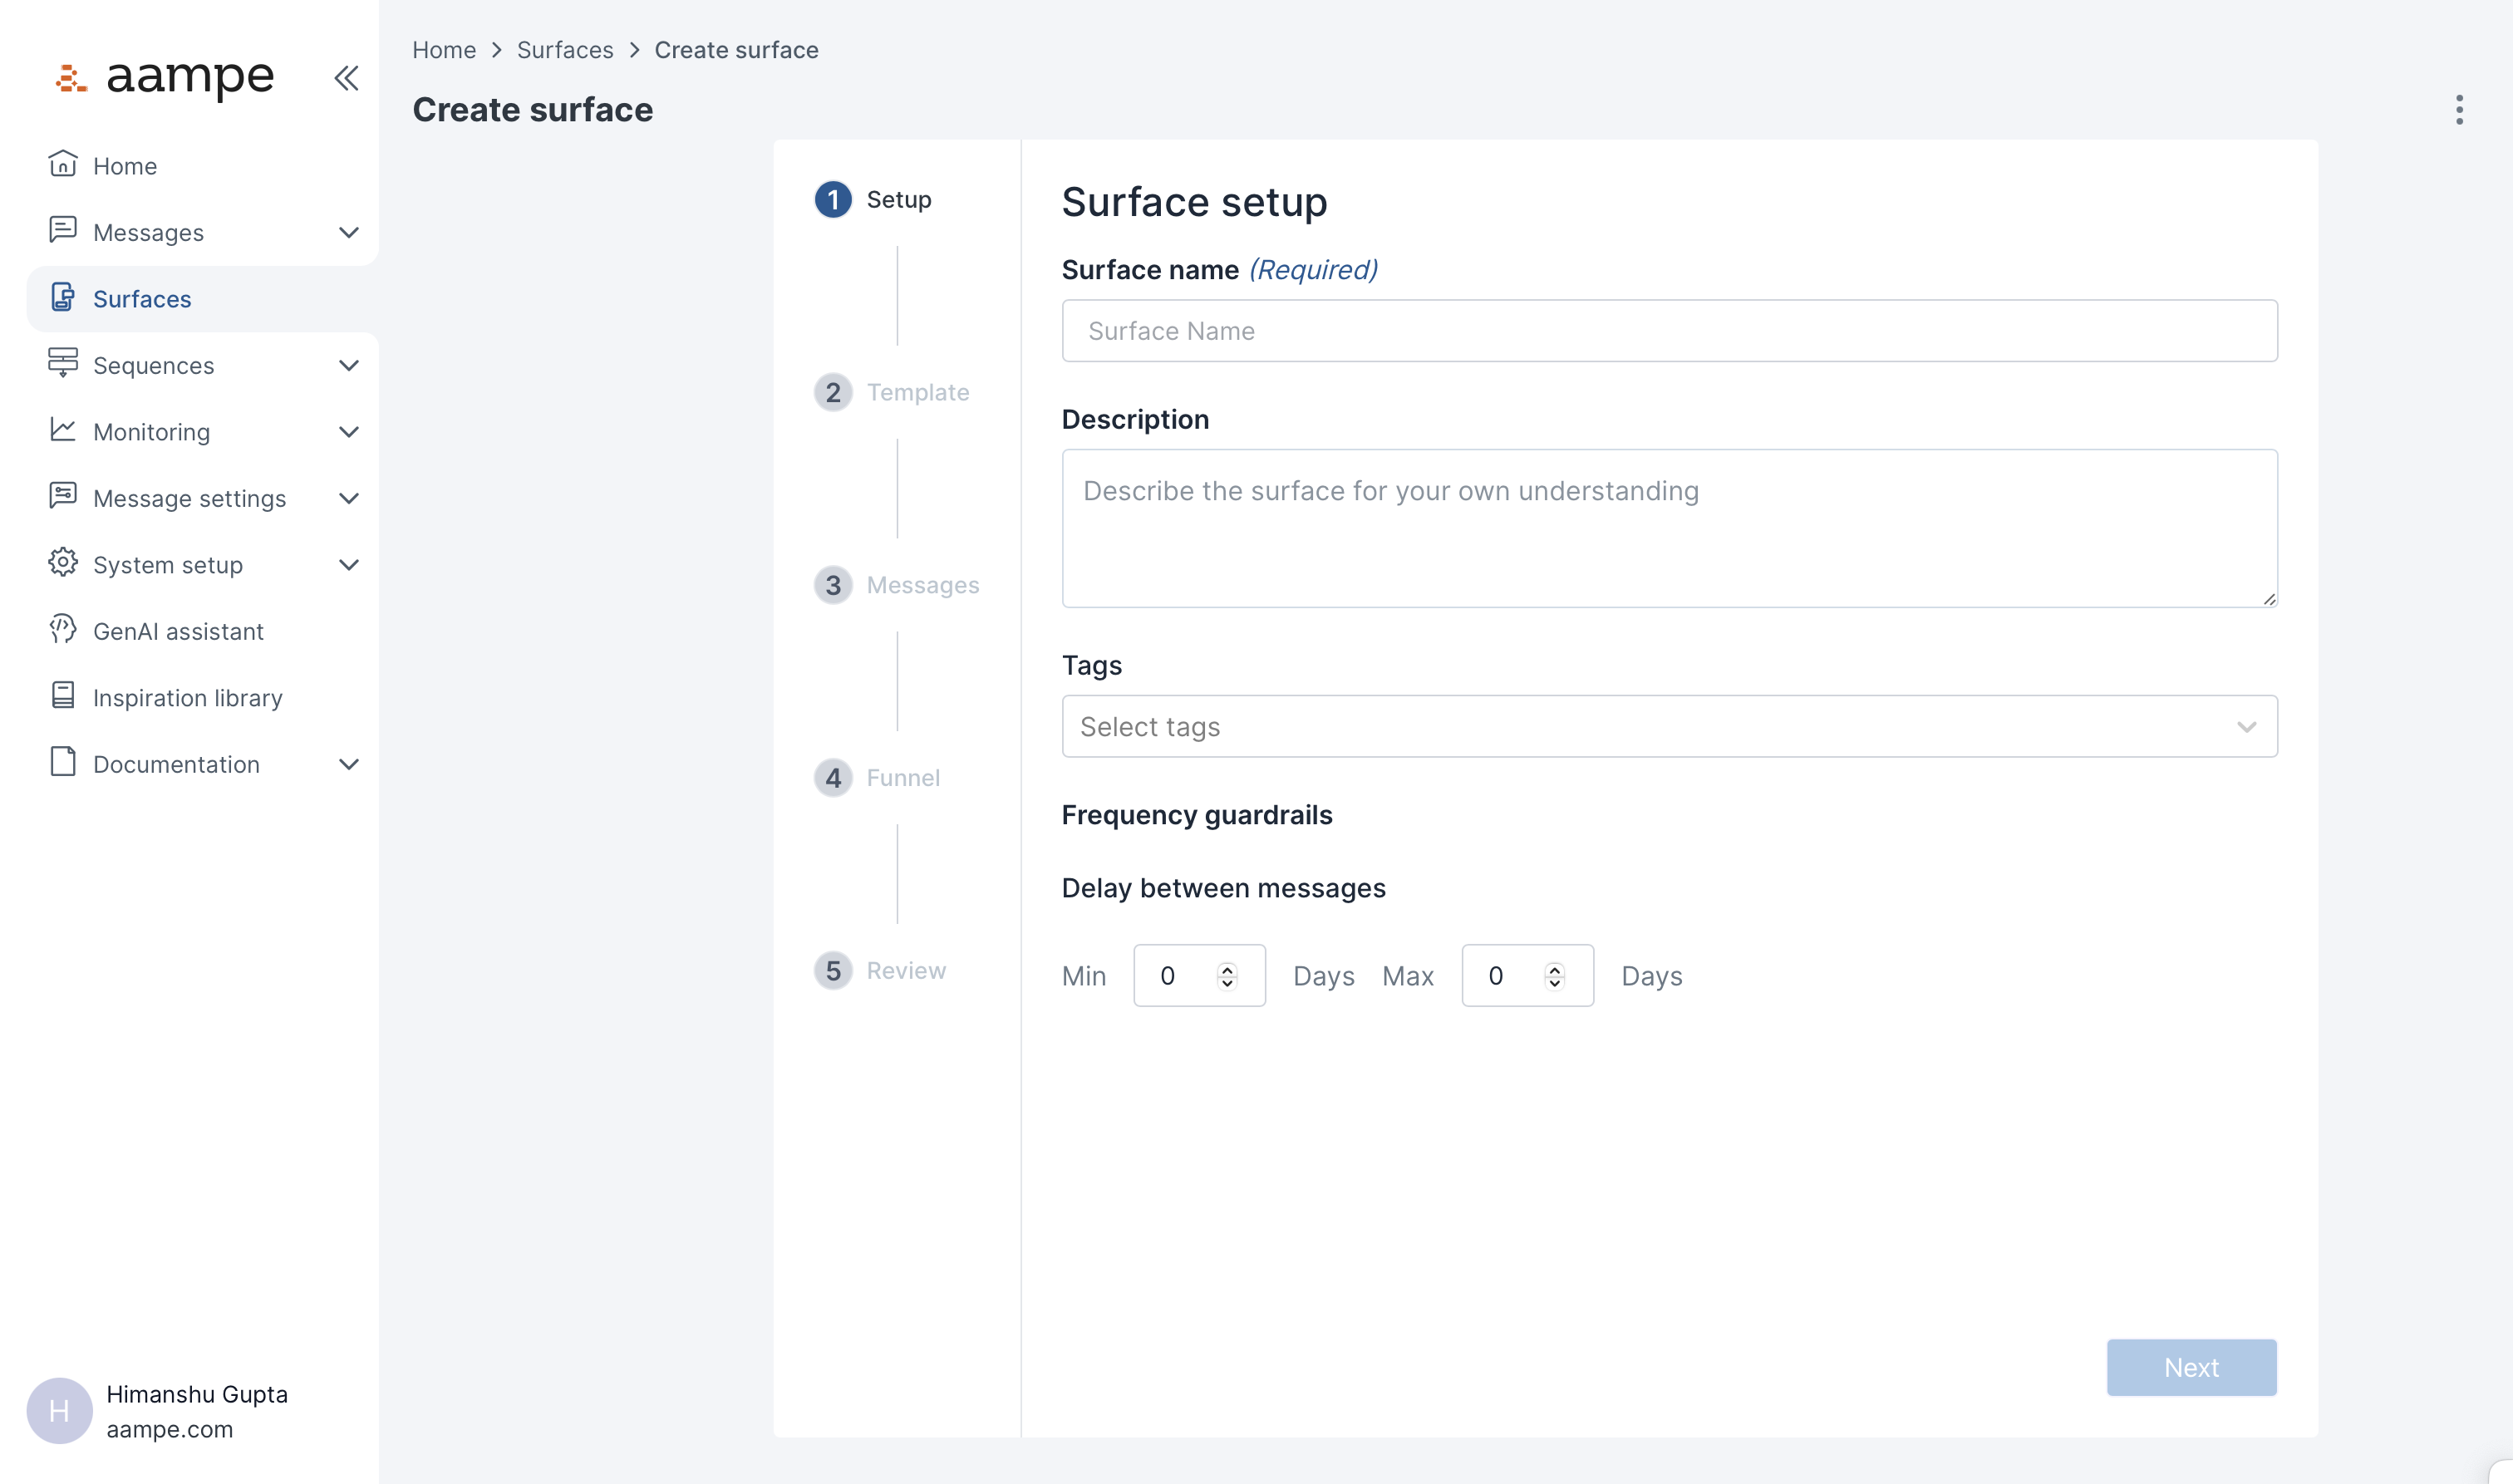 aampe
Home
Messages
Surfaces
Sequences
Monitoring
Message settings
System setup
GenAI assistant
Inspiration library
Documentation
H
Himanshu Gupta
aampe.com
Home > Surfaces > Create surface
Create surface
1 Setup
2 Template
3 Messages
4 Funnel
5 Review
Surface setup
Surface name (Required)
Surface Name
Description
Describe the surface for your own understanding
Tags
Select tags
Frequency guardrails
Delay between messages
Min 0 Days Max 0 Days
Next